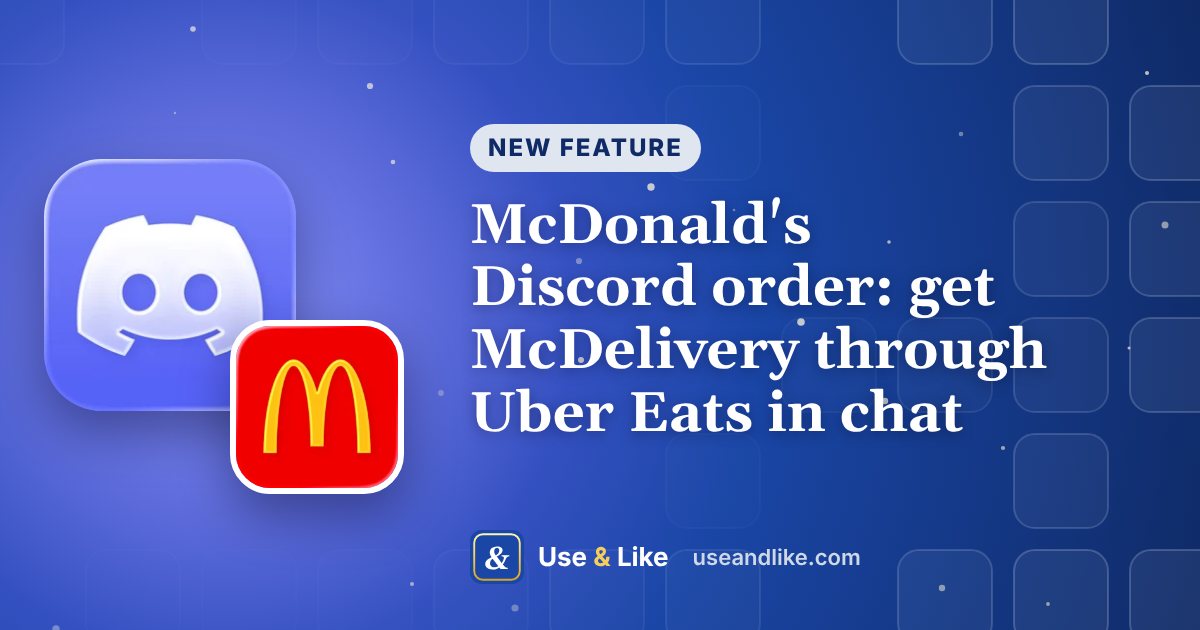 NEW FEATURE
McDonald's
Discord order: get
McDelivery through
Uber Eats in chat
& Use & Like useandlike.com